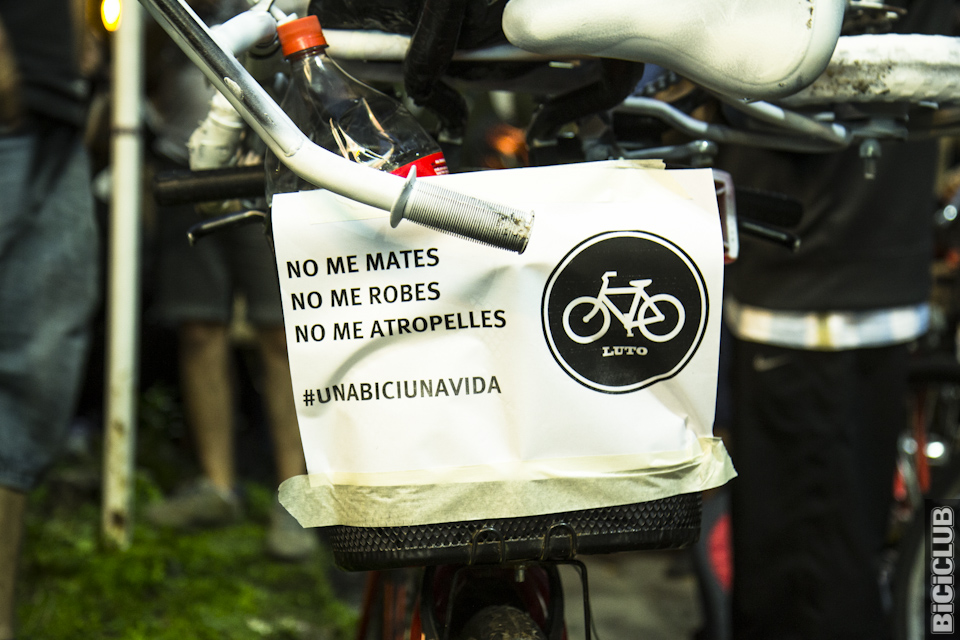 NO ME MATES
NO ME ROBES
NO ME ATROPELLES
#UNABICIUNAVIDA
LUTO
BiCiCLUB